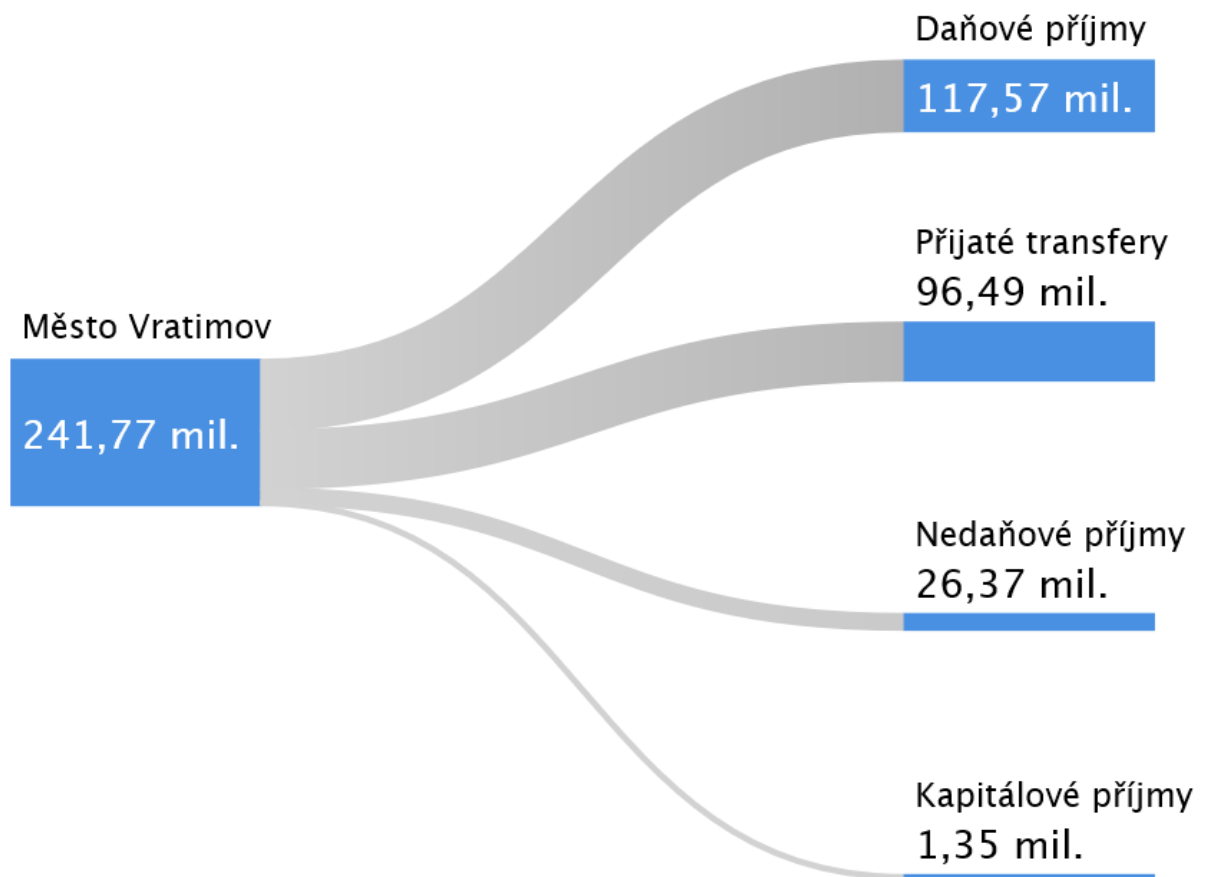 Daňové příjmy
117,57 mil.
Přijaté transfery
96,49 mil.
Město Vratimov
241,77 mil.
Nedaňové příjmy
26,37 mil.
Kapitálové příjmy
1,35 mil.